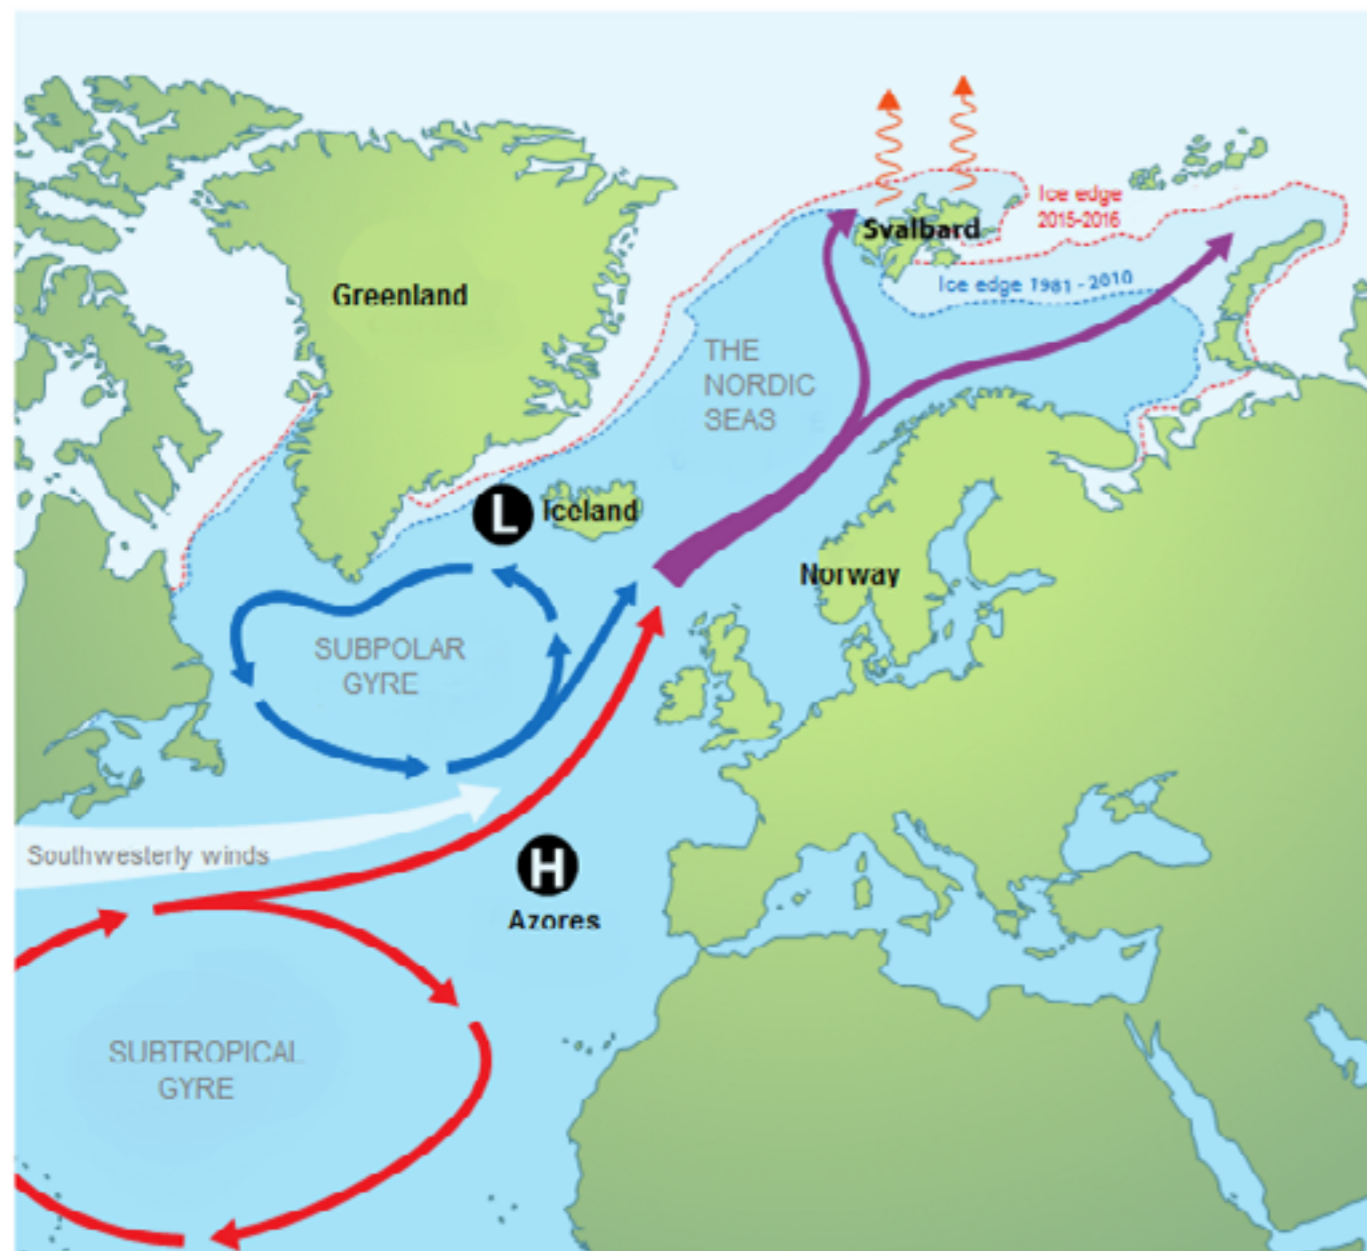 Ice edge
2015-2016
Svalbard
Ice edge 1981 - 2010
Greenland
THE
NORDIC
SEAS
L
Iceland
Norway
SUBPOLAR
GYRE
Southwesterly winds
H
Azores
SUBTROPICAL
GYRE